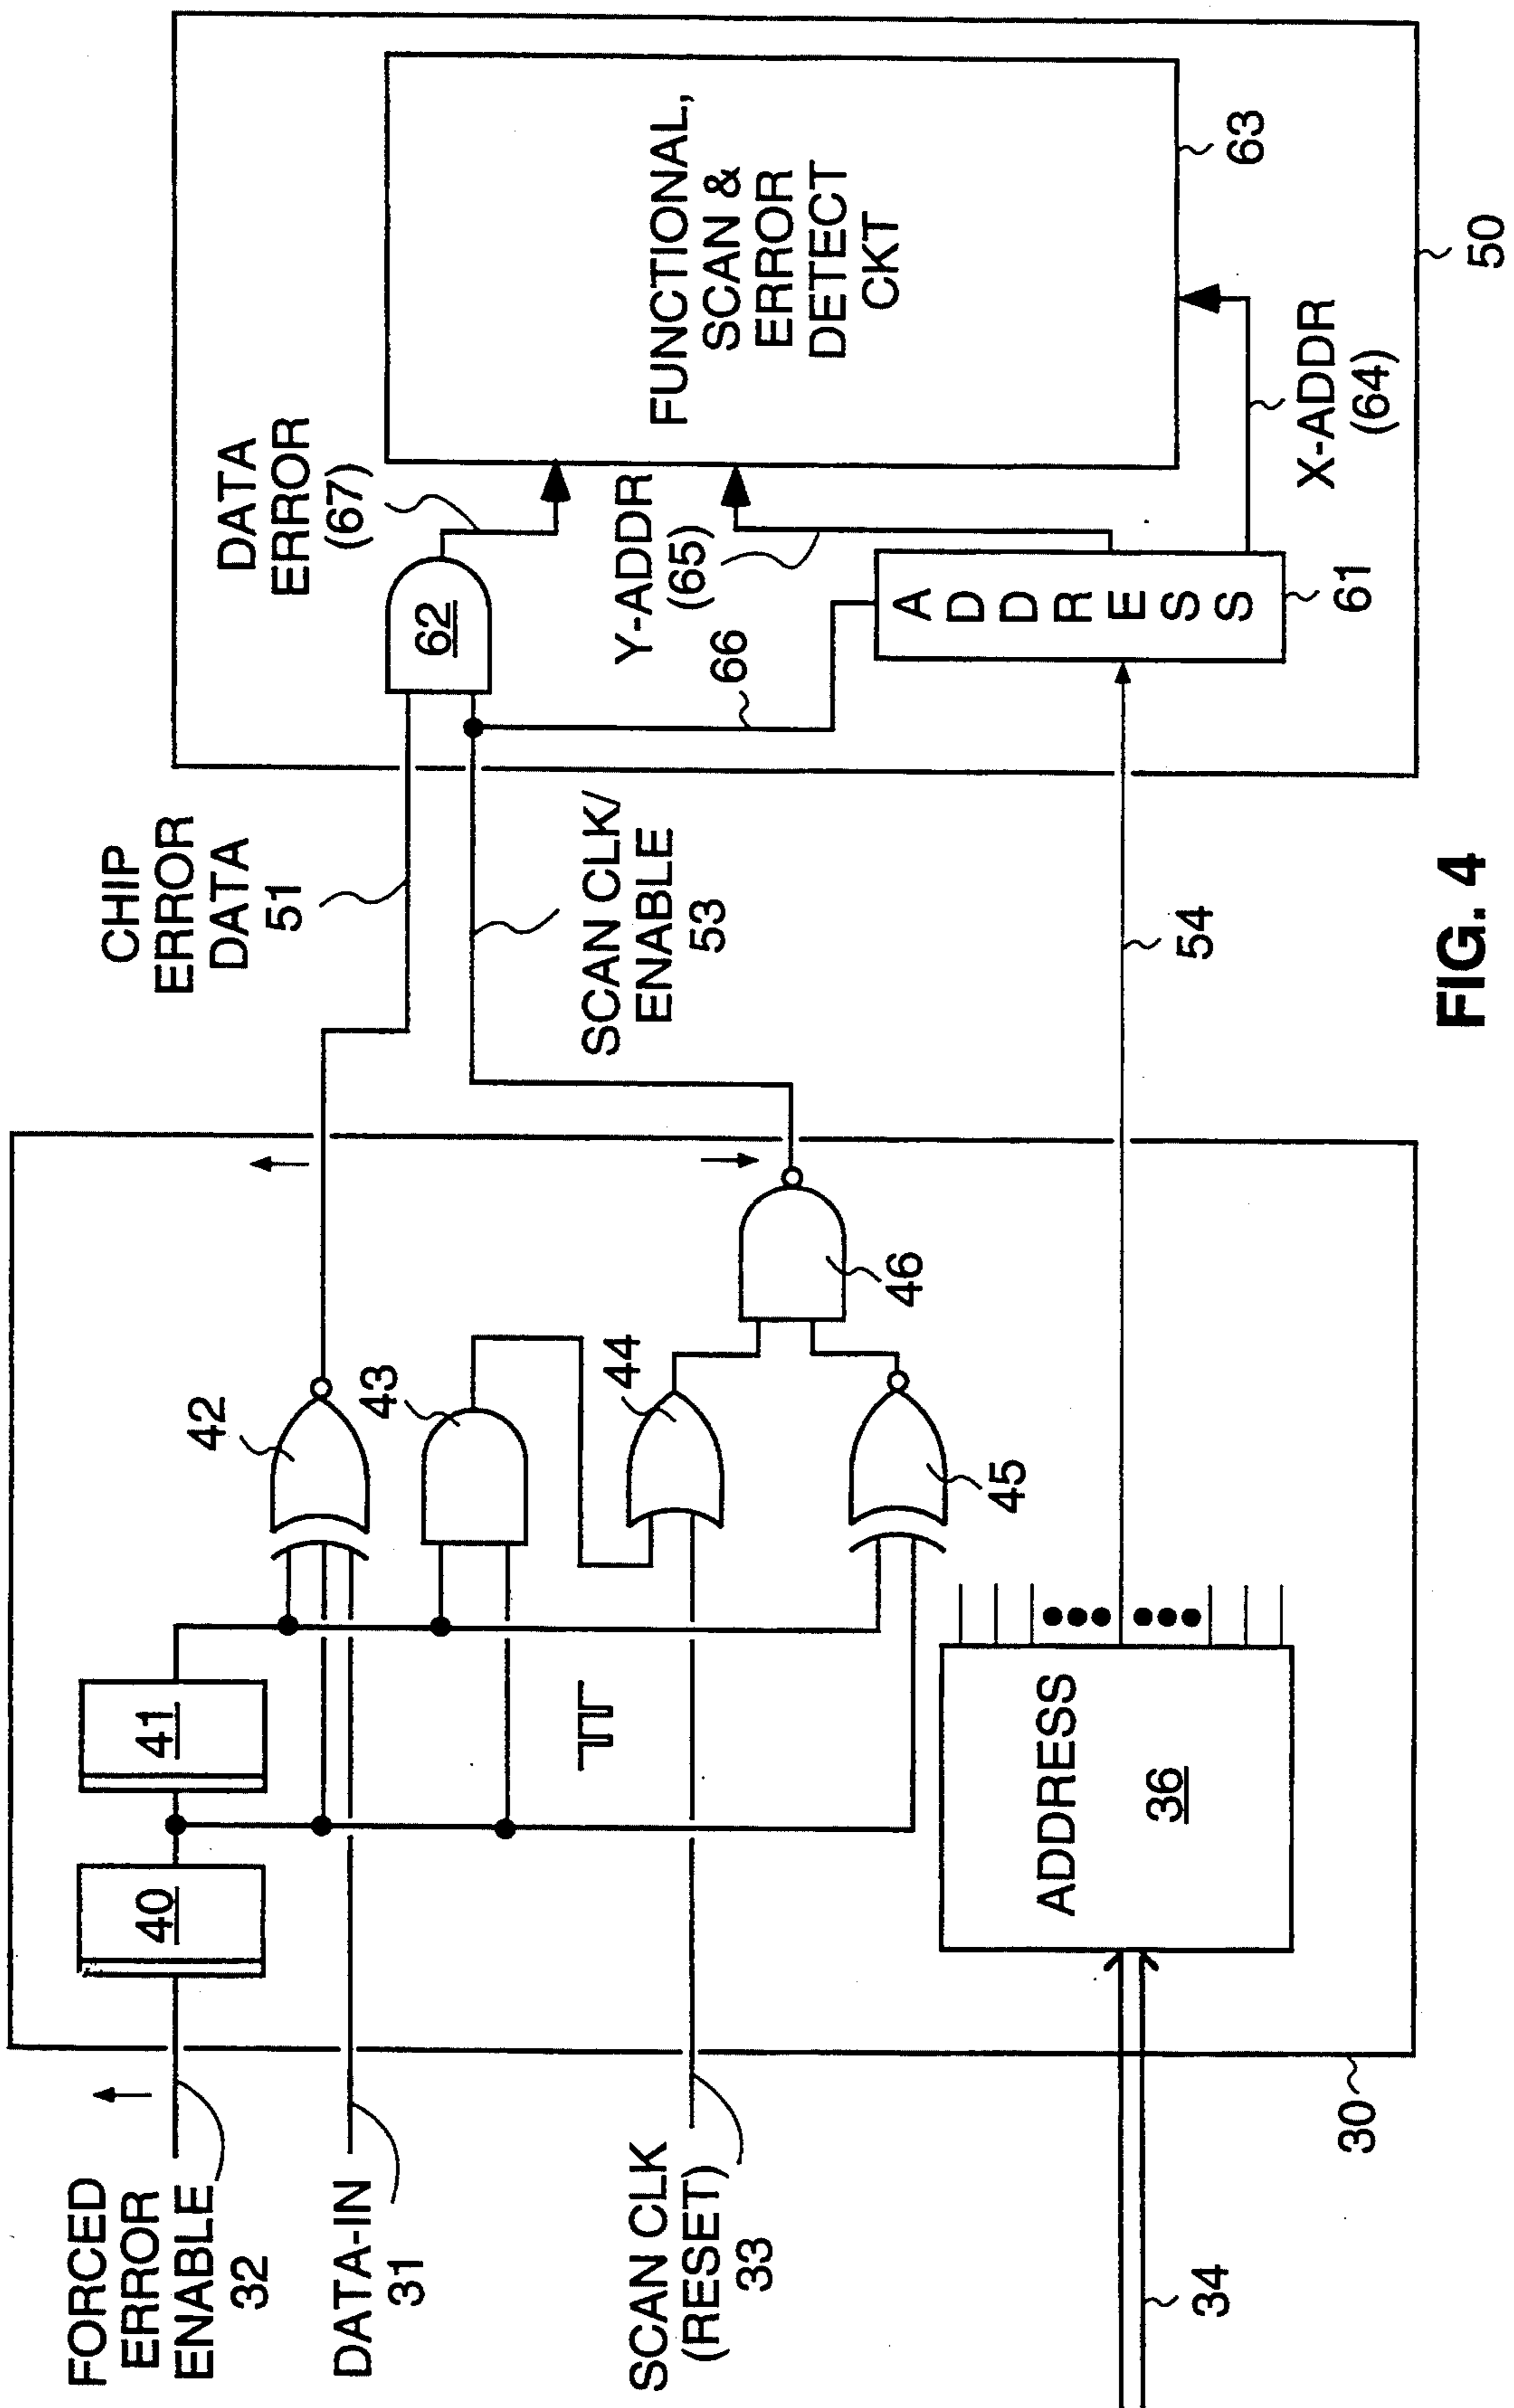 FORCED
ERROR
ENABLE
32
DATA-IN
31
SCAN CLK
(RESET)
33
34
30
40
41
42
43
44
45
46
ADDRESS
36
CHIP
ERROR
DATA
51
SCAN CLK/
ENABLE
53
54
62
DATA
ERROR
(67)
Y-ADDR
(65)
66
ADDRESS
61
X-ADDR
(64)
FUNCTIONAL,
SCAN &
ERROR
DETECT
CKT
63
50
FIG. 4